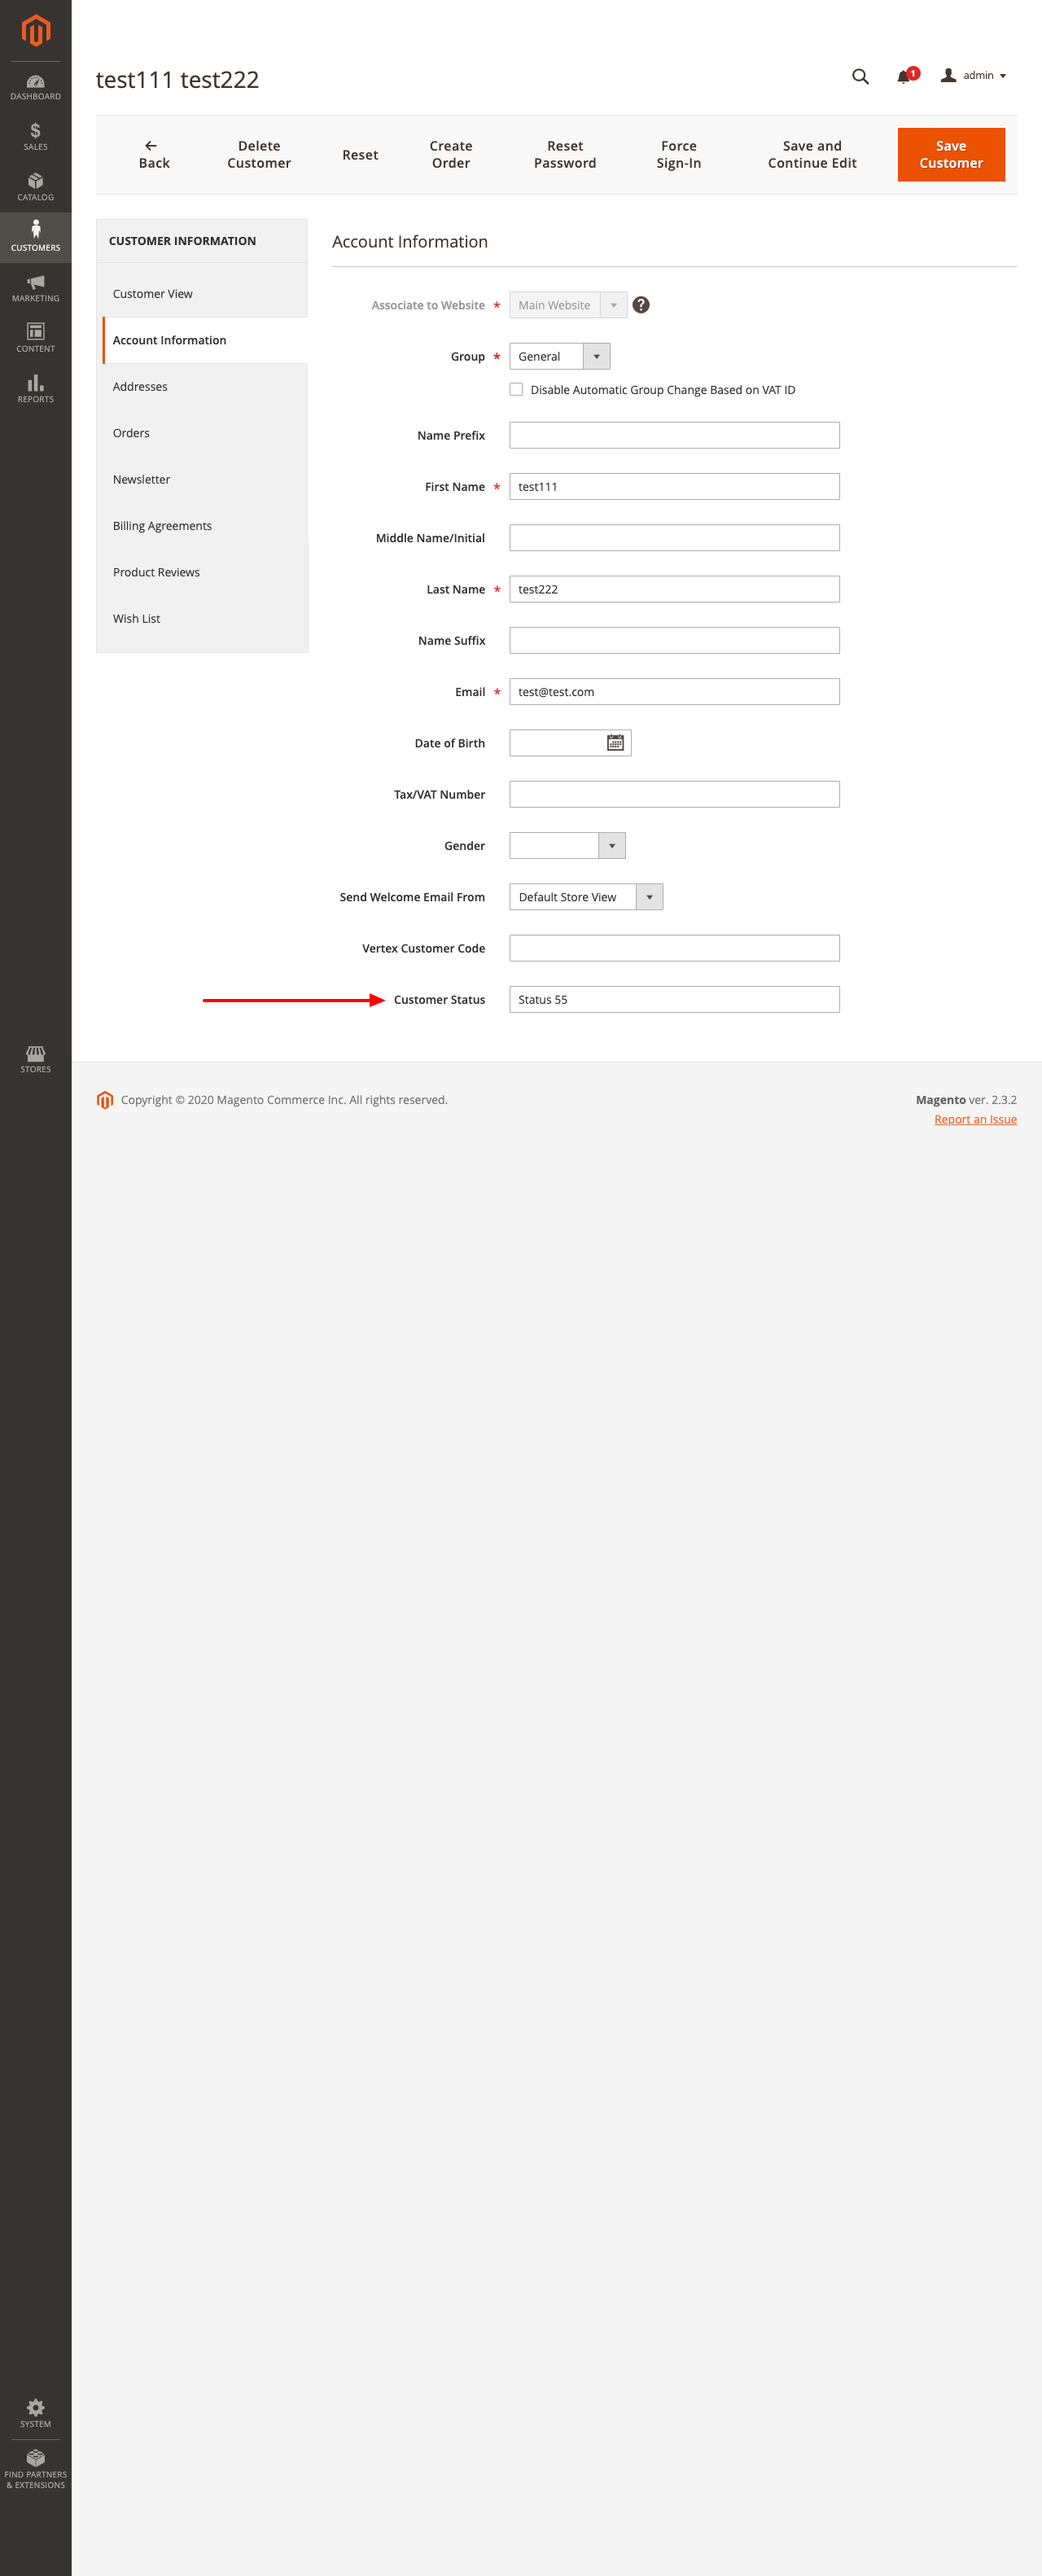 test111 test222
1
admin
DASHBOARD
SALES
CATALOG
CUSTOMERS
MARKETING
CONTENT
REPORTS
STORES
SYSTEM
FIND PARTNERS
& EXTENSIONS
Back
Delete
Customer
Reset
Create
Order
Reset
Password
Force
Sign-In
Save and
Continue Edit
Save
Customer
CUSTOMER INFORMATION
Customer View
Account Information
Addresses
Orders
Newsletter
Billing Agreements
Product Reviews
Wish List
Account Information
Associate to Website * Main Website ?
Group * General
Disable Automatic Group Change Based on VAT ID
Name Prefix
First Name * test111
Middle Name/Initial
Last Name * test222
Name Suffix
Email * test@test.com
Date of Birth
Tax/VAT Number
Gender
Send Welcome Email From Default Store View
Vertex Customer Code
Customer Status Status 55
Copyright © 2020 Magento Commerce Inc. All rights reserved.
Magento ver. 2.3.2
Report an Issue